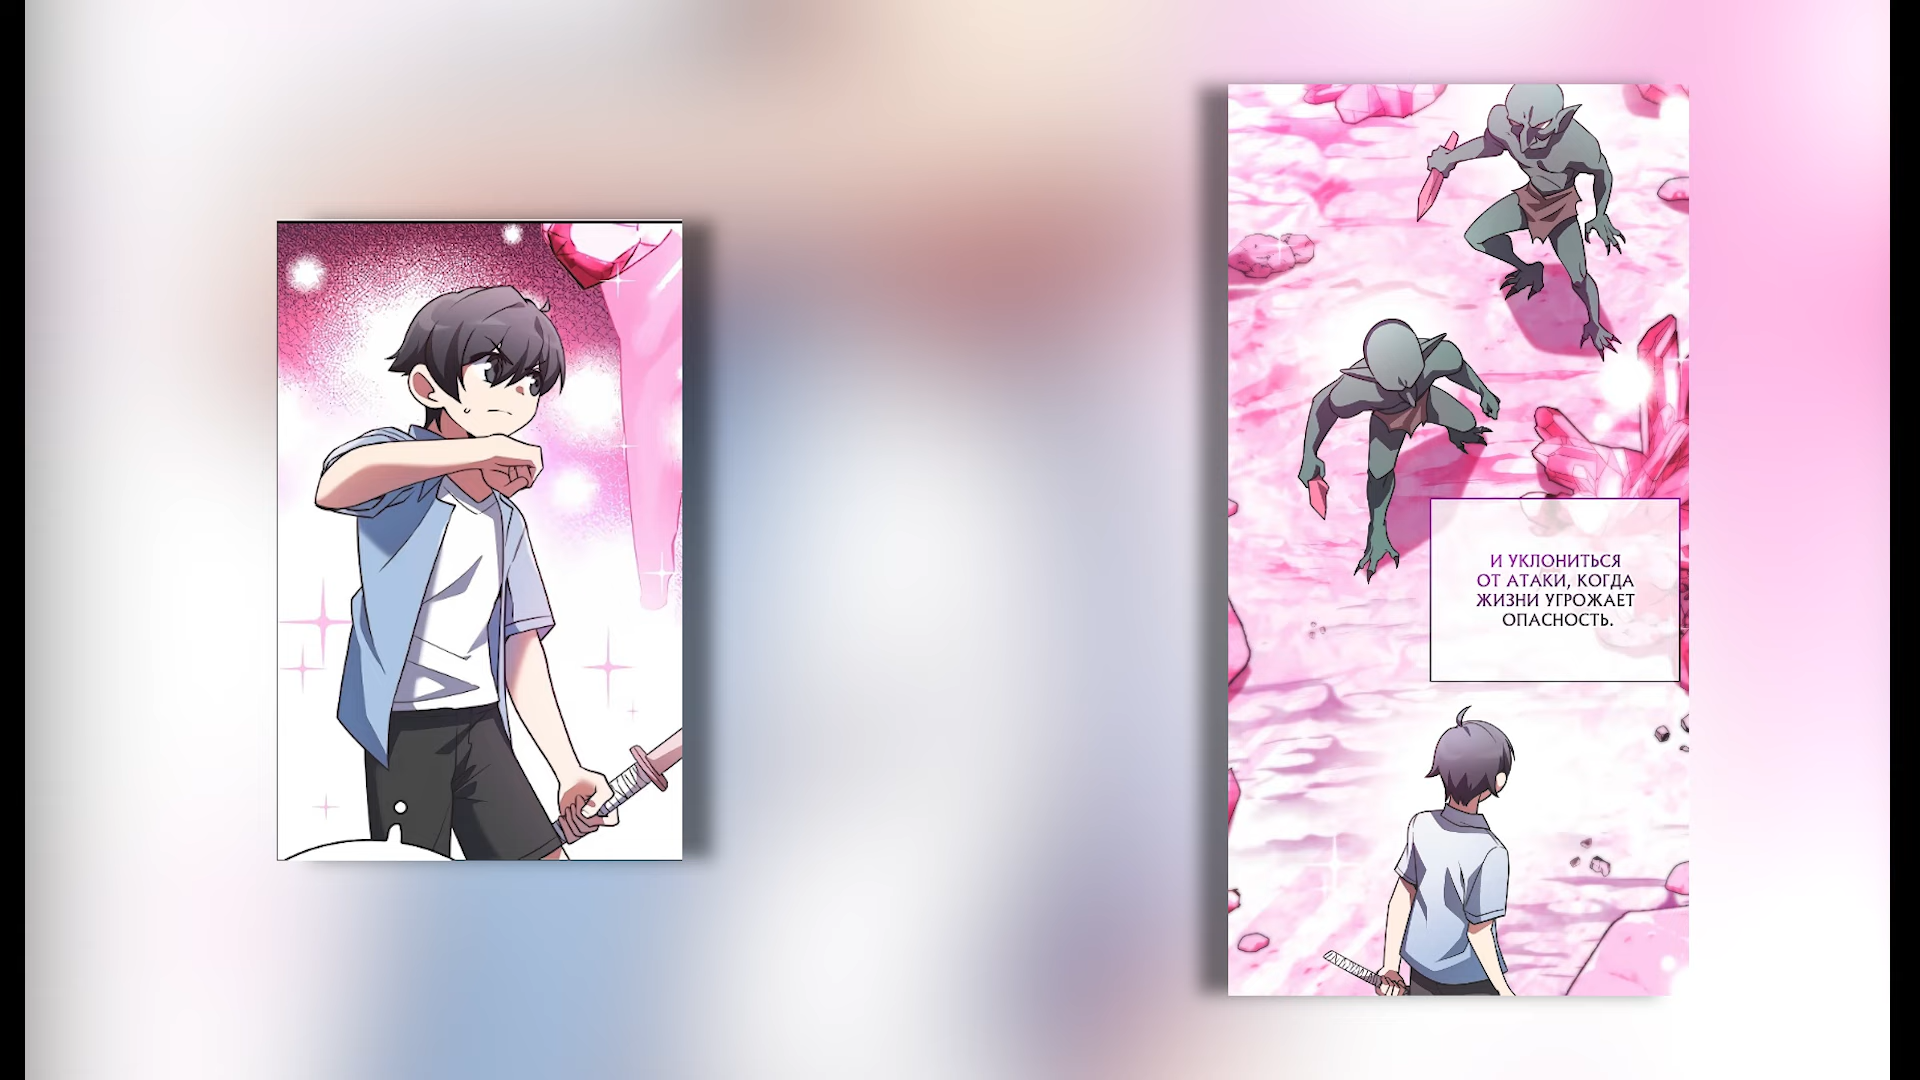 И УКЛОНИТЬСЯ
ОТ АТАКИ, КОГДА
ЖИЗНИ УГРОЖАЕТ
ОПАСНОСТЬ.